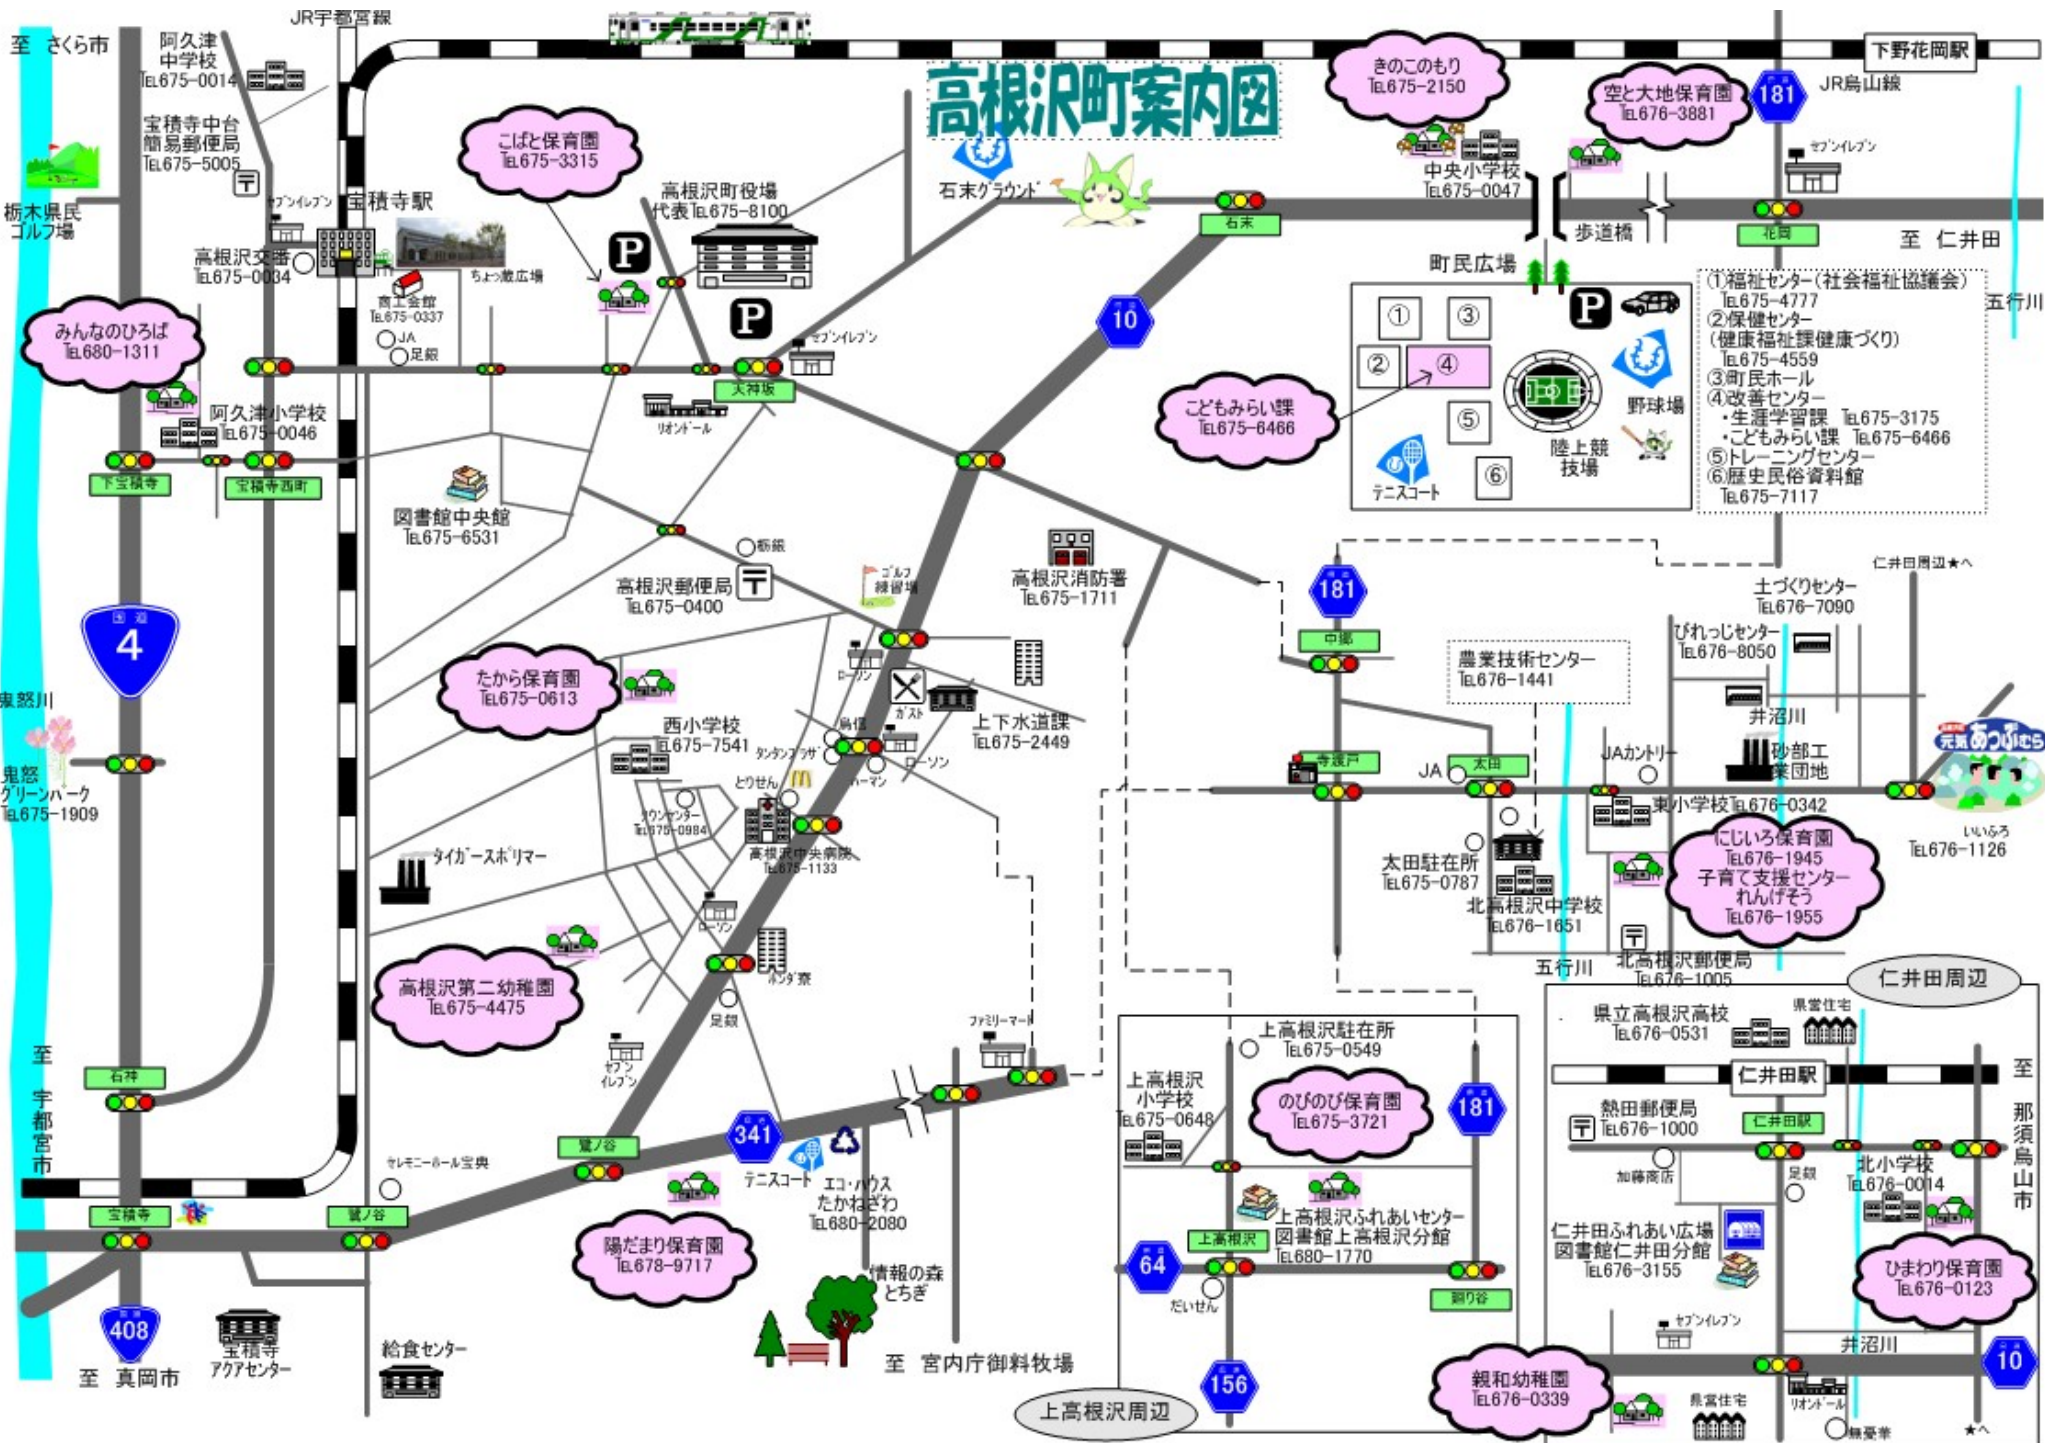 JR宇都宮線
至 さくら市
阿久津
中学校
TEL675-0014
宝積寺中台
簡易郵便局
TEL675-5005
セブンイレブン
宝積寺駅
栃木県民
ゴルフ場
高根沢交番
TEL675-0034
ちょっ蔵広場
商工会館
TEL675-0337
JA
足銀
こばと保育園
TEL675-3315
高根沢町役場
代表TEL675-8100
P
P
セブンイレブン
天神坂
リオンドール
高根沢町案内図
石末グラウンド
石末
10
きのこのもり
TEL675-2150
中央小学校
TEL675-0047
空と大地保育園
TEL676-3881
181
下野花岡駅
JR烏山線
セブンイレブン
花岡
歩道橋
至 仁井田
町民広場
五行川
①
③
②
④
⑤
⑥
P
野球場
陸上競
技場
テニスコート
①福祉センター(社会福祉協議会)
TEL675-4777
②保健センター
(健康福祉課健康づくり)
TEL675-4559
③町民ホール
④改善センター
・生涯学習課 TEL675-3175
・こどもみらい課 TEL675-6466
⑤トレーニングセンター
⑥歴史民俗資料館
TEL675-7117
こどもみらい課
TEL675-6466
みんなのひろば
TEL680-1311
阿久津小学校
TEL675-0046
下宝積寺
宝積寺西町
図書館中央館
TEL675-6531
栃銀
高根沢郵便局
TEL675-0400
ゴルフ
練習場
高根沢消防署
TEL675-1711
国道
4
鬼怒川
鬼怒
グリーンパーク
TEL675-1909
たから保育園
TEL675-0613
西小学校
TEL675-7541
ローソン
ガスト
上下水道課
TEL675-2449
烏信
タンタンプラザ
ローソン
ハーマン
とりせん
タウンセンター
TEL675-0984
高根沢中央病院
TEL675-1133
タイガースポリマー
ローソン
ホンダ寮
足銀
高根沢第二幼稚園
TEL675-4475
セブン
イレブン
ファミリーマート
181
中郷
農業技術センター
TEL676-1441
仁井田周辺★へ
土づくりセンター
TEL676-7090
びれっじセンター
TEL676-8050
井沼川
JAカントリー
砂部工
業団地
元気あっぷむら
いいふろ
TEL676-1126
寺渡戸
JA
太田
東小学校TEL676-0342
太田駐在所
TEL675-0787
北高根沢中学校
TEL676-1651
にじいろ保育園
TEL676-1945
子育て支援センター
れんげそう
TEL676-1955
五行川
北高根沢郵便局
TEL676-1005
石神
至 宇都宮市
セレモニーホール宝典
宝積寺
鷺ノ谷
鷺ノ谷
341
テニスコート
エコ・ハウス
たかねざわ
TEL680-2080
陽だまり保育園
TEL678-9717
情報の森
とちぎ
至 宮内庁御料牧場
408
至 真岡市
宝積寺
アクアセンター
給食センター
上高根沢駐在所
TEL675-0549
上高根沢
小学校
TEL675-0648
のびのび保育園
TEL675-3721
181
上高根沢ふれあいセンター
図書館上高根沢分館
TEL680-1770
上高根沢
64
だいせん
廻り谷
156
上高根沢周辺
仁井田周辺
県立高根沢高校
TEL676-0531
県営住宅
仁井田駅
至 那須烏山市
熱田郵便局
TEL676-1000
仁井田駅
加藤商店
足銀
北小学校
TEL676-0014
仁井田ふれあい広場
図書館仁井田分館
TEL676-3155
ひまわり保育園
TEL676-0123
セブンイレブン
井沼川
10
親和幼稚園
TEL676-0339
県営住宅
リオンドール
無憂華
★へ